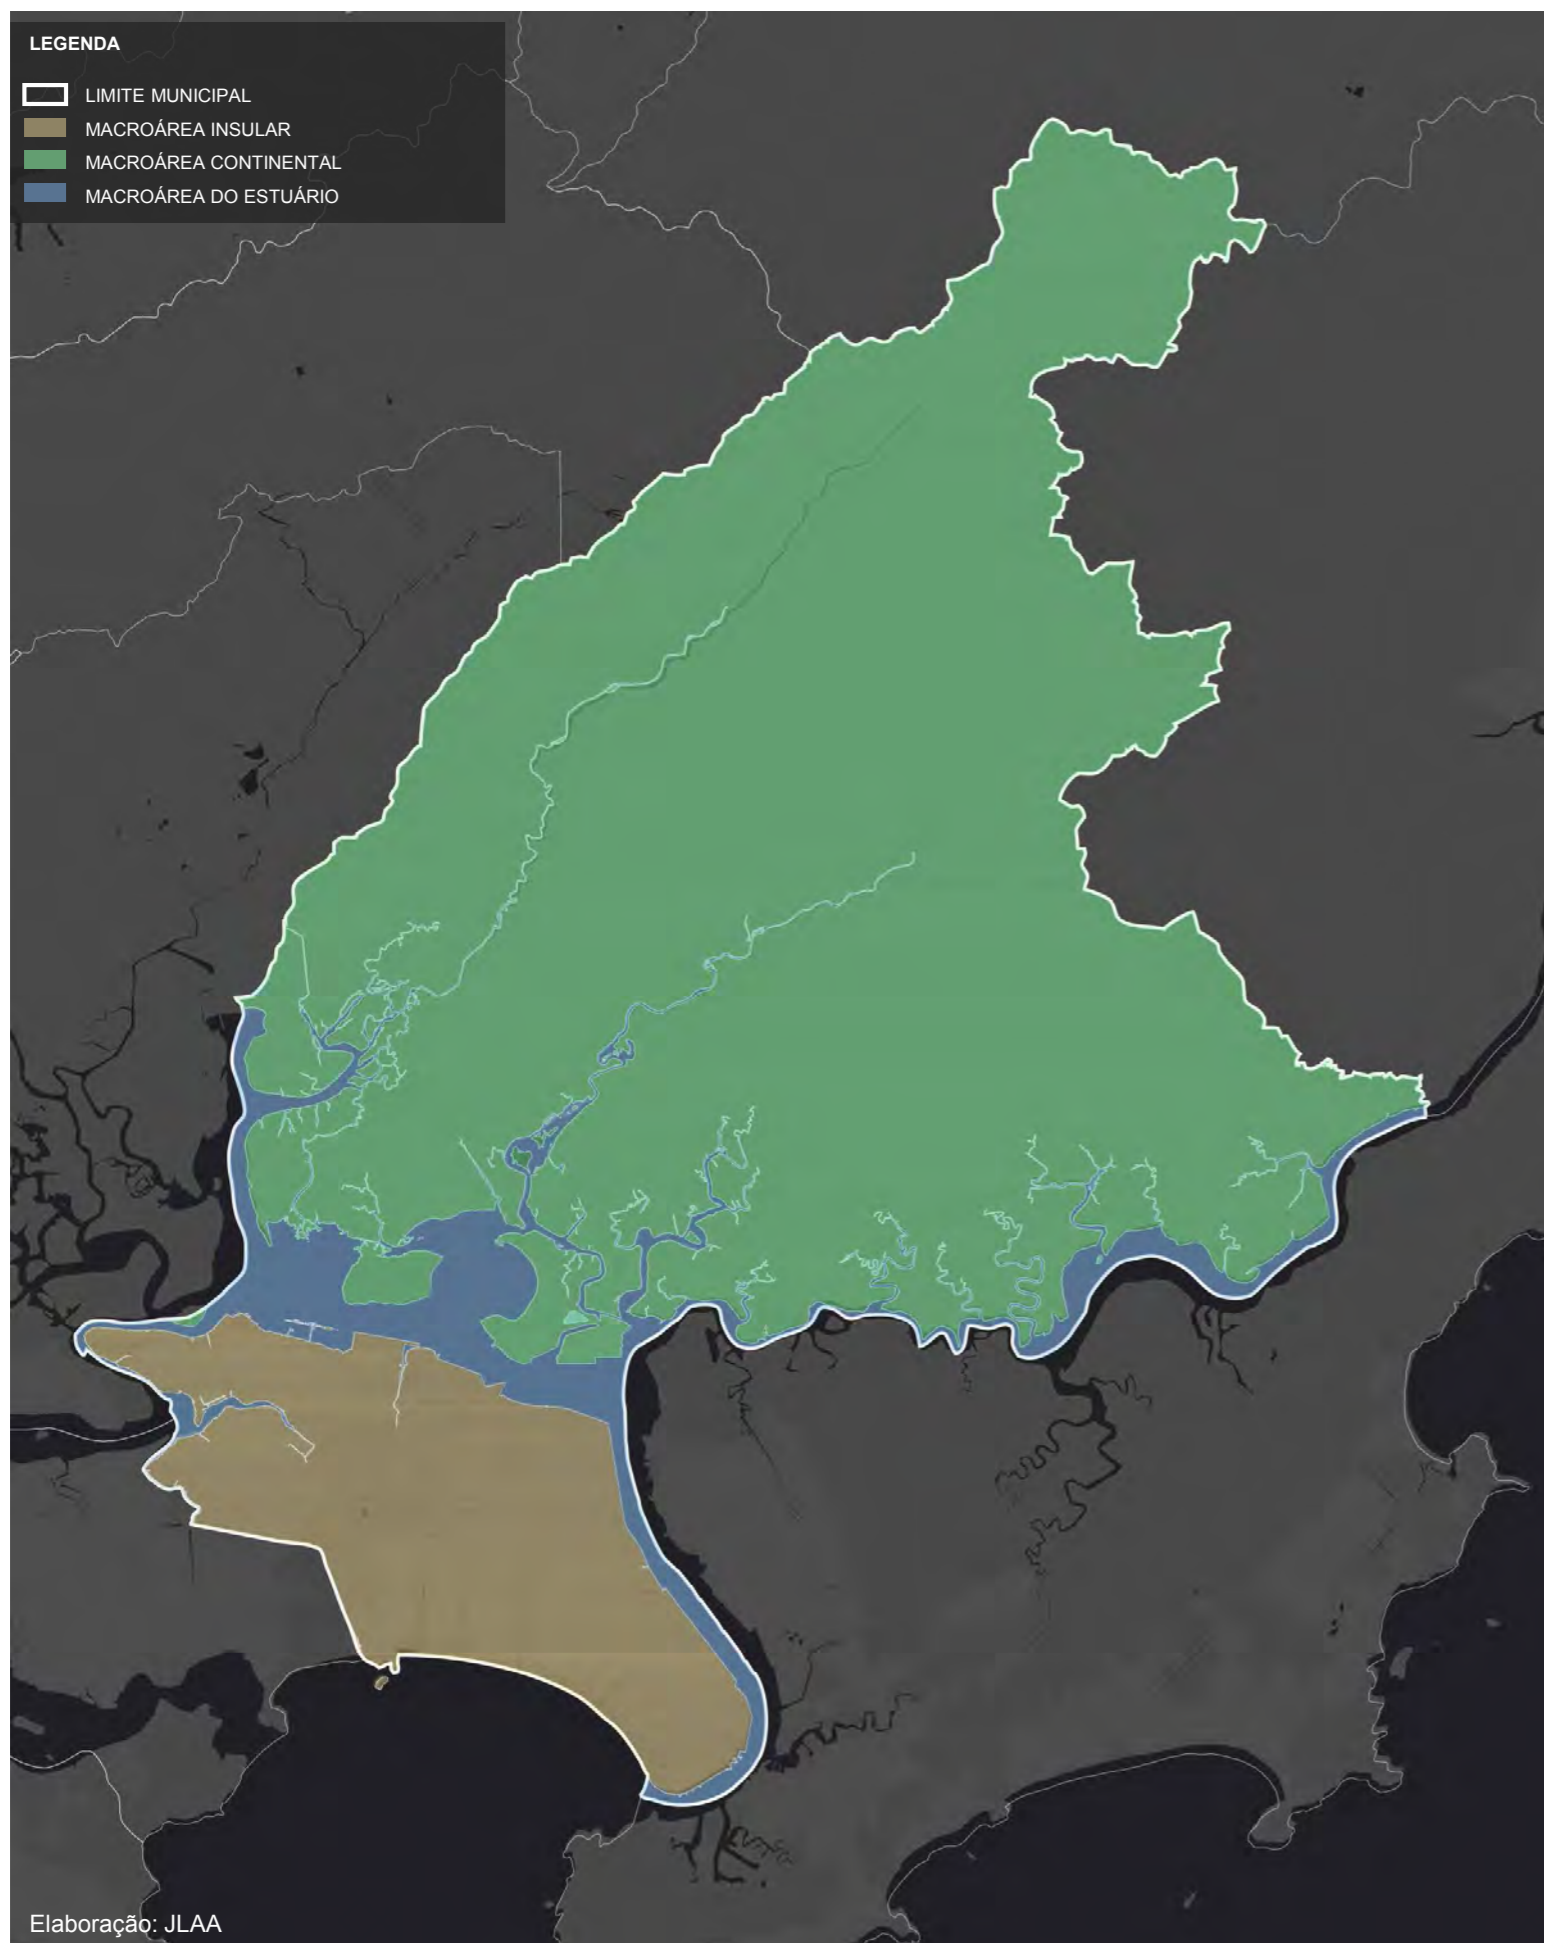 LEGENDA
LIMITE MUNICIPAL
MACROÁREA INSULAR
MACROÁREA CONTINENTAL
MACROÁREA DO ESTUÁRIO
Elaboração: JLAA